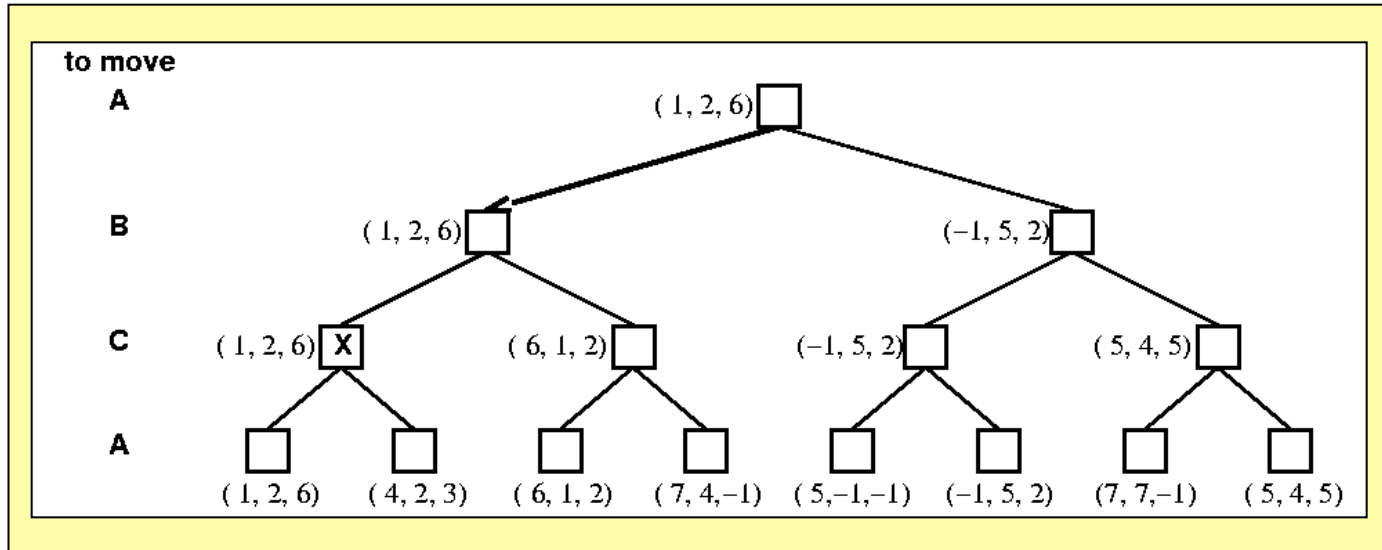 to move
A
( 1, 2, 6)
B
( 1, 2, 6)
(−1, 5, 2)
C
( 1, 2, 6)
X
( 6, 1, 2)
(−1, 5, 2)
( 5, 4, 5)
A
( 1, 2, 6)
( 4, 2, 3)
( 6, 1, 2)
( 7, 4,−1)
( 5,−1,−1)
(−1, 5, 2)
(7, 7,−1)
( 5, 4, 5)